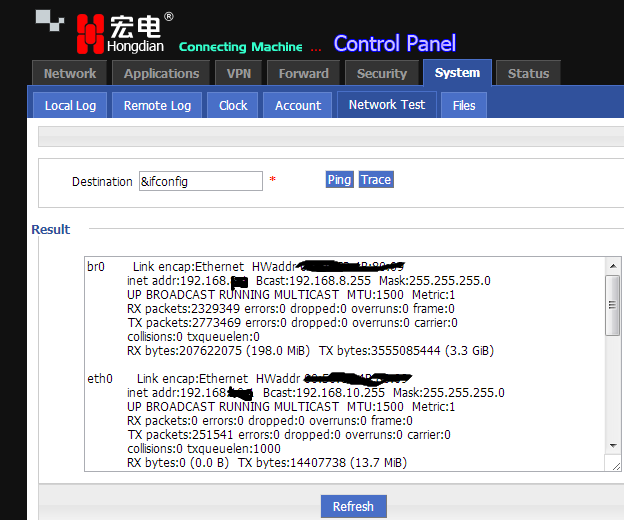 宏电®
Hongdian Connecting Machine ... Control Panel
Network Applications VPN Forward Security System Status
Local Log Remote Log Clock Account Network Test Files
Destination &ifconfig * Ping Trace
Result
br0 Link encap:Ethernet HWaddr
inet addr:192.168. Bcast:192.168.8.255 Mask:255.255.255.0
UP BROADCAST RUNNING MULTICAST MTU:1500 Metric:1
RX packets:2329349 errors:0 dropped:0 overruns:0 frame:0
TX packets:2773469 errors:0 dropped:0 overruns:0 carrier:0
collisions:0 txqueuelen:0
RX bytes:207622075 (198.0 MiB) TX bytes:3555085444 (3.3 GiB)
eth0 Link encap:Ethernet HWaddr
inet addr:192.168. Bcast:192.168.10.255 Mask:255.255.255.0
UP BROADCAST RUNNING MULTICAST MTU:1500 Metric:1
RX packets:0 errors:0 dropped:0 overruns:0 frame:0
TX packets:251541 errors:0 dropped:0 overruns:0 carrier:0
collisions:0 txqueuelen:1000
RX bytes:0 (0.0 B) TX bytes:14407738 (13.7 MiB)
Refresh